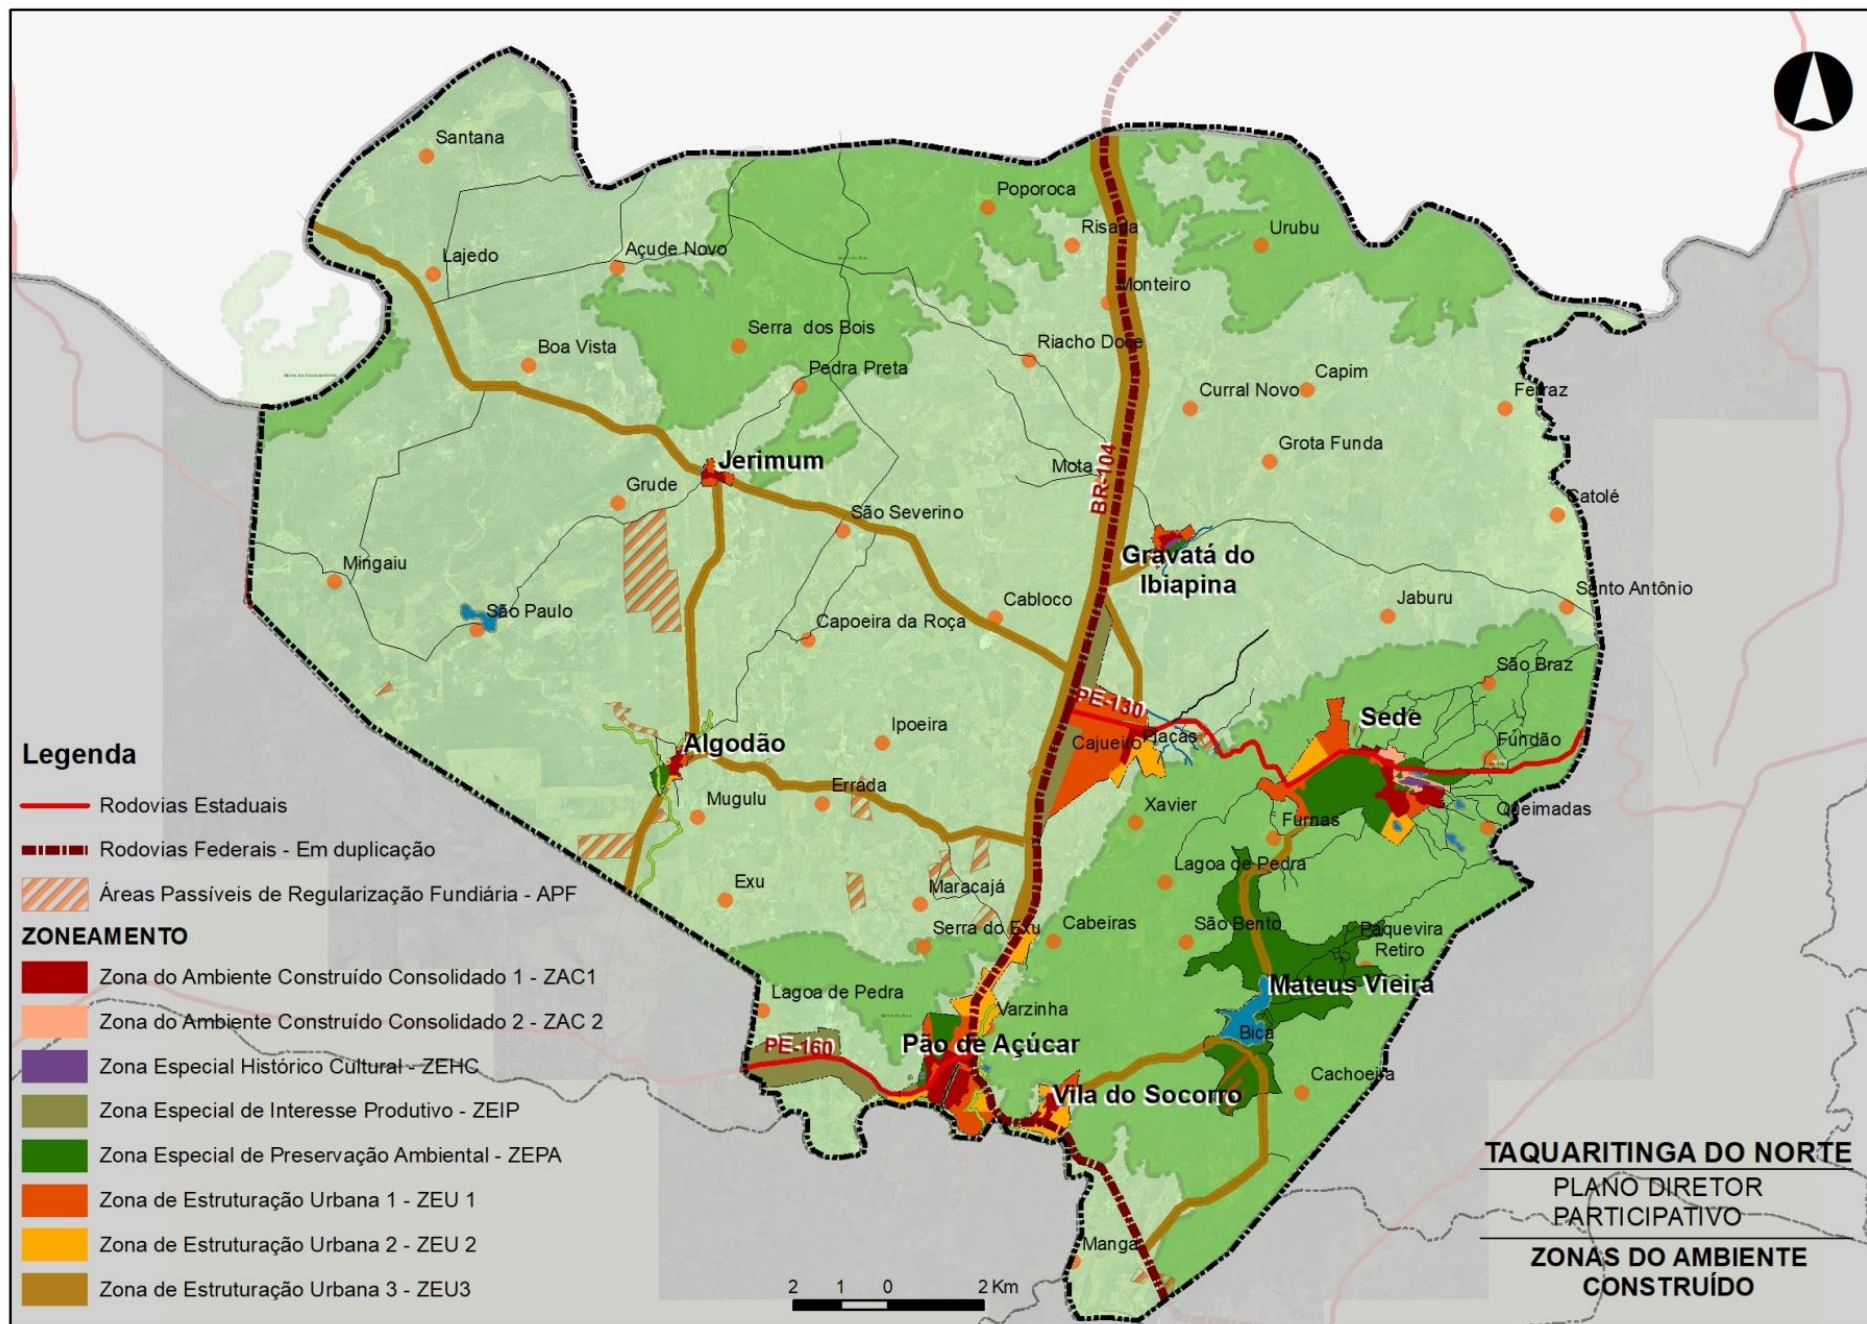 Santana
Poporoca
Risada
Urubu
Lajedo
Açude Novo
Monteiro
Serra dos Bois
Riacho Doce
Boa Vista
Pedra Preta
Capim
Curral Novo
Ferraz
Grota Funda
Jerimum
Mota
BR-104
Grude
Catolé
São Severino
Gravatá do
Ibiapina
Mingaiu
Santo Antônio
São Paulo
Cabloco
Jaburu
Capoeira da Roça
São Braz
PE-130
Sede
Ipoeira
Placas
Algodão
Cajueiro
Fundão
Errada
Mugulu
Xavier
Queimadas
Furnas
Lagoa de Pedra
Exu
Maracajá
Serra do Exu
Cabeiras
São Bento
Paquevira
Retiro
Mateus Vieira
Lagoa de Pedra
Varzinha
Bica
PE-160
Pão de Açúcar
Cachoeira
Vila do Socorro
Manga
Legenda
Rodovias Estaduais
Rodovias Federais - Em duplicação
Áreas Passíveis de Regularização Fundiária - APF
ZONEAMENTO
Zona do Ambiente Construído Consolidado 1 - ZAC1
Zona do Ambiente Construído Consolidado 2 - ZAC 2
Zona Especial Histórico Cultural - ZEHC
Zona Especial de Interesse Produtivo - ZEIP
Zona Especial de Preservação Ambiental - ZEPA
Zona de Estruturação Urbana 1 - ZEU 1
Zona de Estruturação Urbana 2 - ZEU 2
Zona de Estruturação Urbana 3 - ZEU3
2 1 0 2 Km
TAQUARITINGA DO NORTE
PLANO DIRETOR
PARTICIPATIVO
ZONAS DO AMBIENTE
CONSTRUÍDO